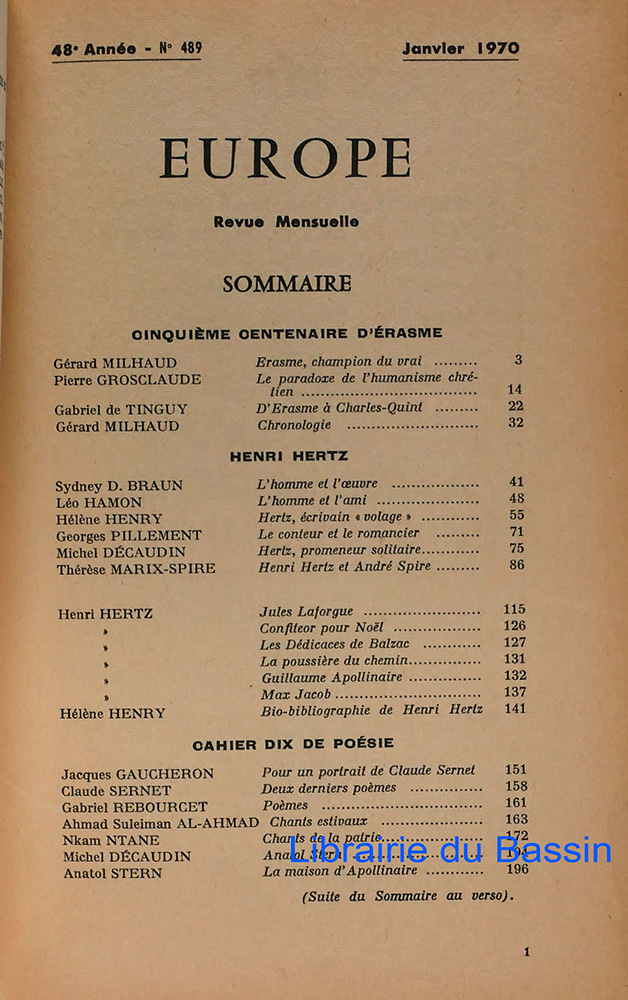 48e Année - N° 489 Janvier 1970
EUROPE
Revue Mensuelle
SOMMAIRE
CINQUIÈME CENTENAIRE D'ÉRASME
Gérard MILHAUD Erasme, champion du vrai ......... 3
Pierre GROSCLAUDE Le paradoxe de l'humanisme chré-
tien ................................... 14
Gabriel de TINGUY D'Erasme à Charles-Quint ......... 22
Gérard MILHAUD Chronologie ........................... 32
HENRI HERTZ
Sydney D. BRAUN L'homme et l'œuvre .................. 41
Léo HAMON L'homme et l'ami ..................... 48
Hélène HENRY Hertz, écrivain « volage » ............ 55
Georges PILLEMENT Le conteur et le romancier ......... 71
Michel DÉCAUDIN Hertz, promeneur solitaire............ 75
Thérèse MARIX-SPIRE Henri Hertz et André Spire ......... 86
Henri HERTZ Jules Laforgue ........................ 115
» Confiteor pour Noël .................. 126
» Les Dédicaces de Balzac ............ 127
» La poussière du chemin............... 131
» Guillaume Apollinaire ............... 132
» Max Jacob .............................. 137
Hélène HENRY Bio-bibliographie de Henri Hertz 141
CAHIER DIX DE POÉSIE
Jacques GAUCHERON Pour un portrait de Claude Sernet 151
Claude SERNET Deux derniers poèmes ............... 158
Gabriel REBOURCET Poèmes ................................. 161
Ahmad Suleiman AL-AHMAD Chants estivaux ..................... 163
Nkam NTANE Chants de la patrie..................... 172
Michel DÉCAUDIN Anatol Stern ........................... 194
Anatol STERN La maison d'Apollinaire ............ 196
(Suite du Sommaire au verso).
1
Librairie du Bassin